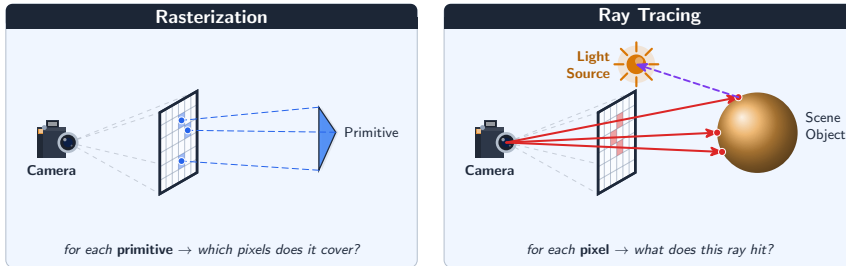 Rasterization
Camera
Primitive
for each primitive → which pixels does it cover?
Ray Tracing
Light
Source
Camera
Scene
Object
for each pixel → what does this ray hit?